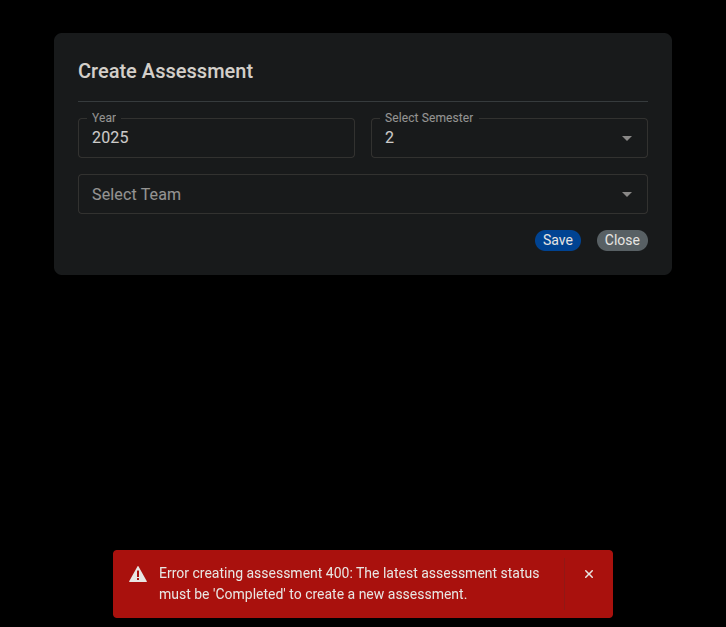 Create Assessment
Year
2025
Select Semester
2
Select Team
Save
Close
Error creating assessment 400: The latest assessment status
must be 'Completed' to create a new assessment.